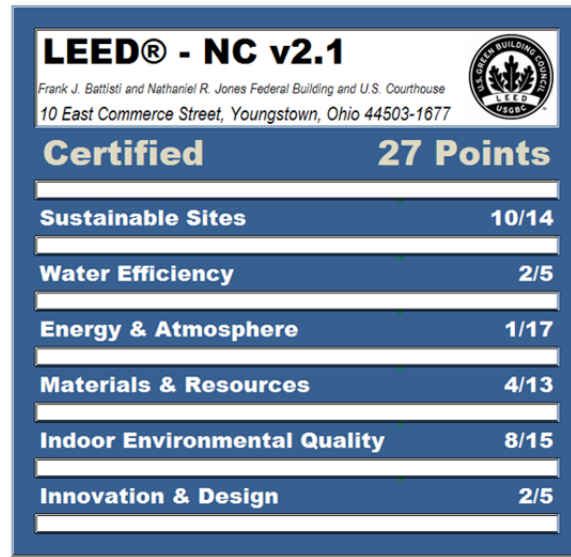 LEED® - NC v2.1
Frank J. Battisti and Nathaniel R. Jones Federal Building and U.S. Courthouse
10 East Commerce Street, Youngstown, Ohio 44503-1677
U.S. GREEN BUILDING COUNCIL
LEED
USGBC
Certified 27 Points
Sustainable Sites 10/14
Water Efficiency 2/5
Energy & Atmosphere 1/17
Materials & Resources 4/13
Indoor Environmental Quality 8/15
Innovation & Design 2/5